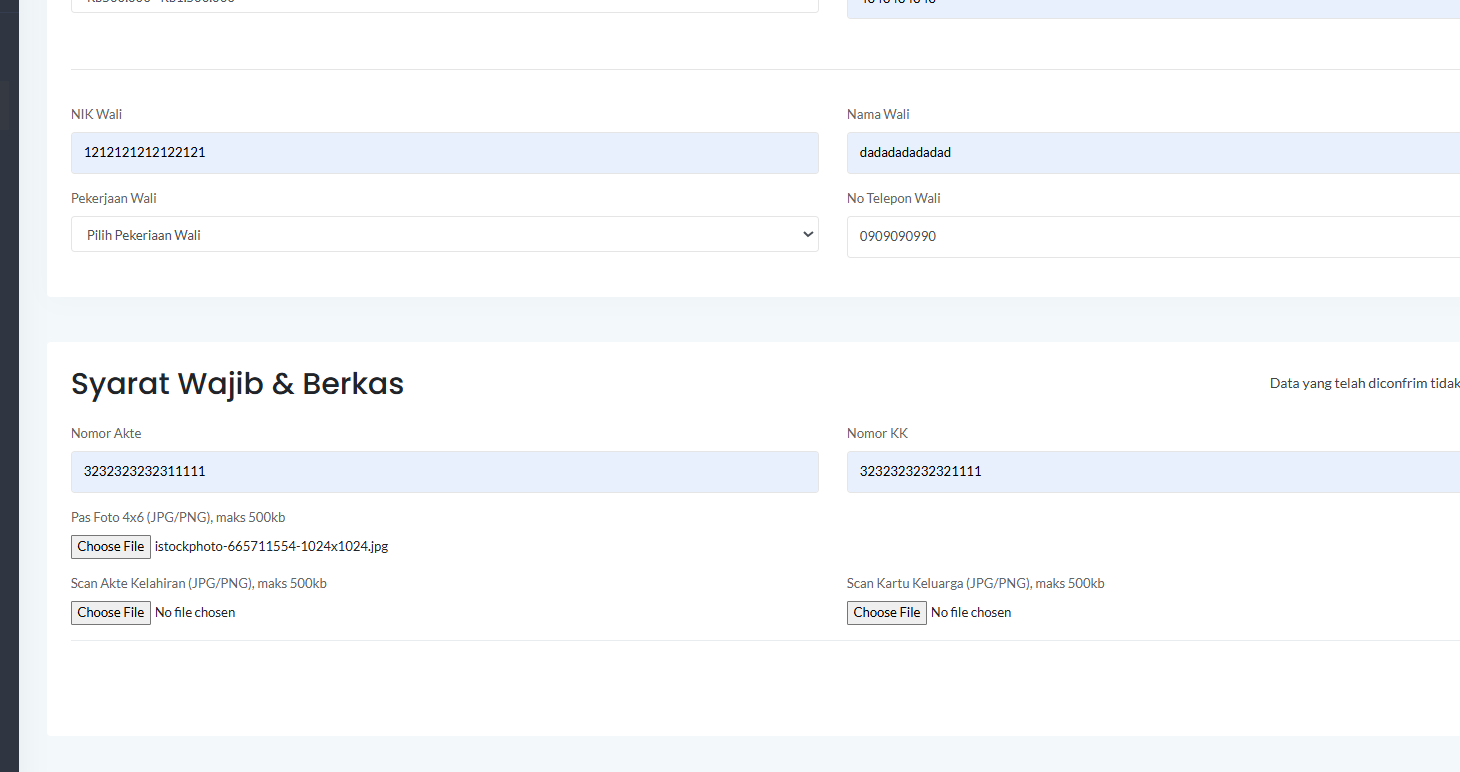 NIK Wali
Nama Wali
1212121212122121
dadadadadadad
Pekerjaan Wali
No Telepon Wali
Pilih Pekerjaan Wali
0909090990
Syarat Wajib & Berkas
Data yang telah diconfrim tidak
Nomor Akte
Nomor KK
3232323232311111
3232323232321111
Pas Foto 4x6 (JPG/PNG), maks 500kb
Choose File istockphoto-665711554-1024x1024.jpg
Scan Akte Kelahiran (JPG/PNG), maks 500kb
Scan Kartu Keluarga (JPG/PNG), maks 500kb
Choose File No file chosen
Choose File No file chosen